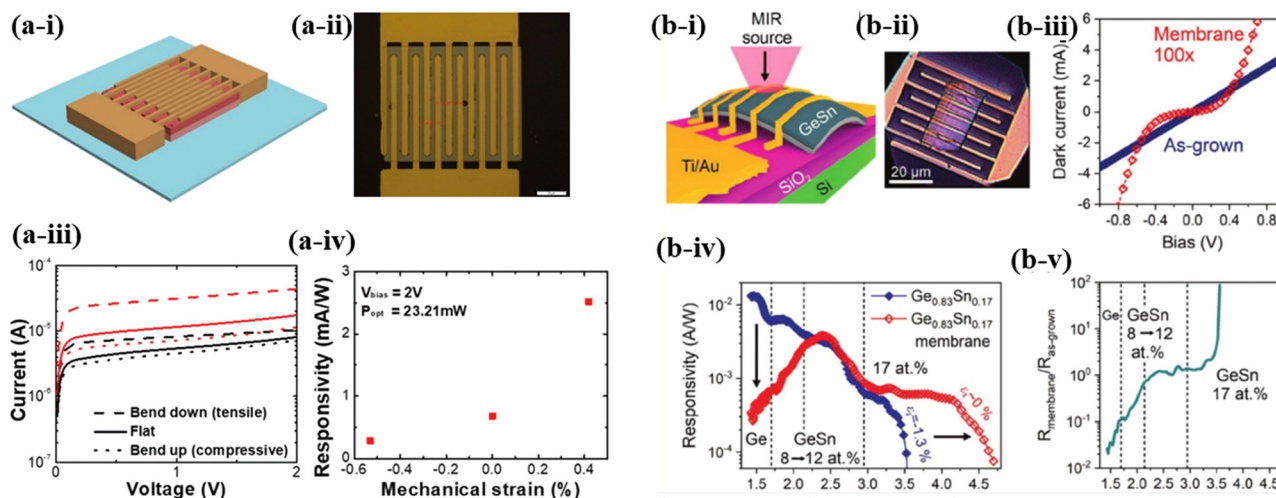 (a-i)
(a-ii)
(b-i)
MIR
source
GeSn
Ti/Au
SiO2
Si
(b-ii)
20 μm
(b-iii)
Membrane
100x
As-grown
Dark current (mA)
6
4
2
0
-2
-4
-6
-0.8 -0.4 0.0 0.4 0.8
Bias (V)
(a-iii)
Current (A)
10⁻⁴
10⁻⁵
10⁻⁶
10⁻⁷
Bend down (tensile)
Flat
Bend up (compressive)
0 1 2
Voltage (V)
(a-iv)
Responsivity (mA/W)
3
2
1
0
Vbias = 2V
Popt = 23.21mW
-0.6 -0.4 -0.2 0.0 0.2 0.4 0.6
Mechanical strain (%)
(b-iv)
Responsivity (A/W)
10⁻²
10⁻³
10⁻⁴
Ge0.83Sn0.17
Ge0.83Sn0.17
membrane
17 at.%
Ge
GeSn
8→12 at.%
εi=-1.3 %
εi~0 %
1.5 2.0 2.5 3.0 3.5 4.0 4.5
(b-v)
Rmembrane/Ras-grown
10²
10¹
10⁰
10⁻¹
10⁻²
Ge
GeSn
8→12
at.%
GeSn
17 at.%
1.5 2.0 2.5 3.0 3.5 4.0 4.5